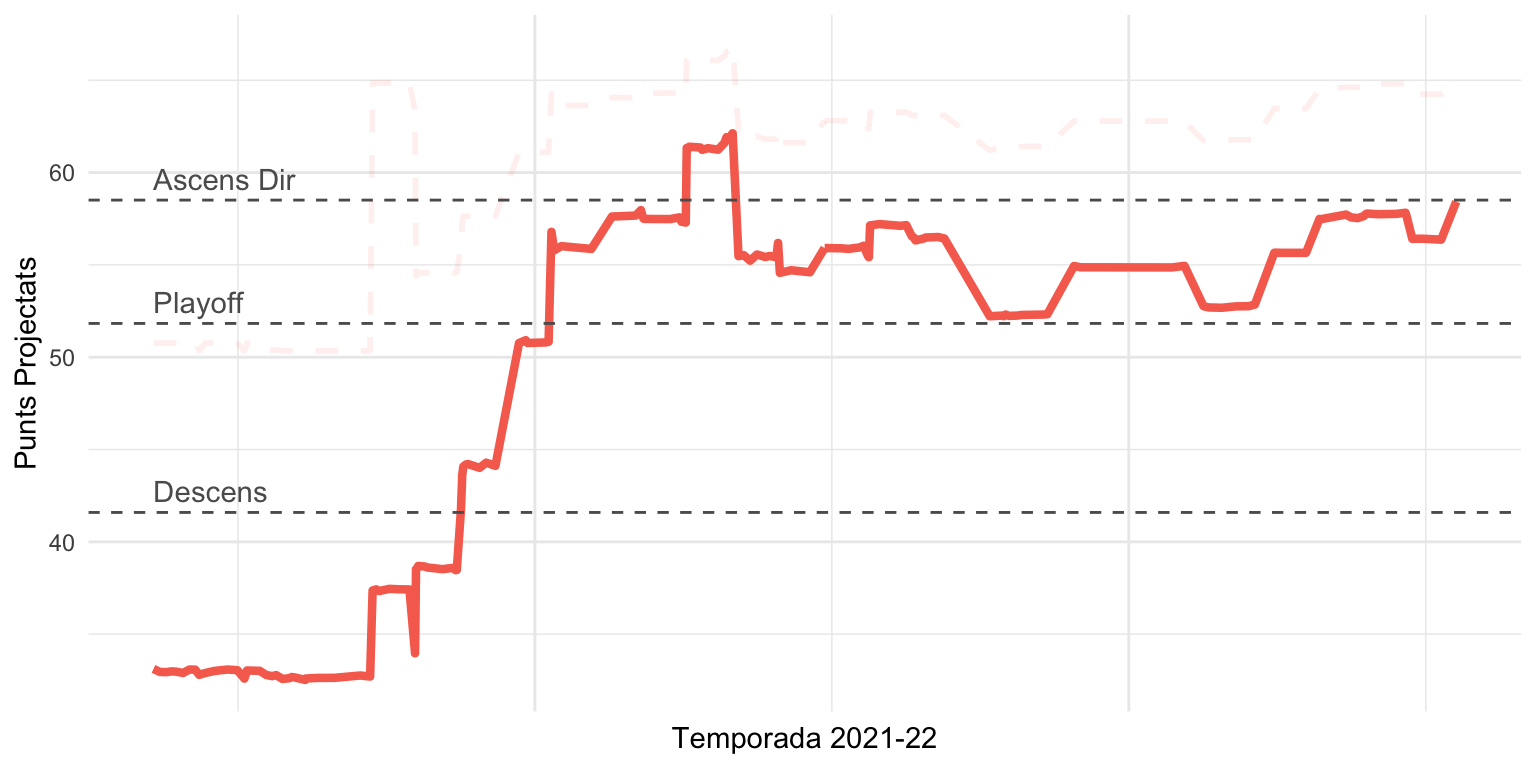 60
50
40
Ascens Dir
Playoff
Descens
Punts Projectats
Temporada 2021-22